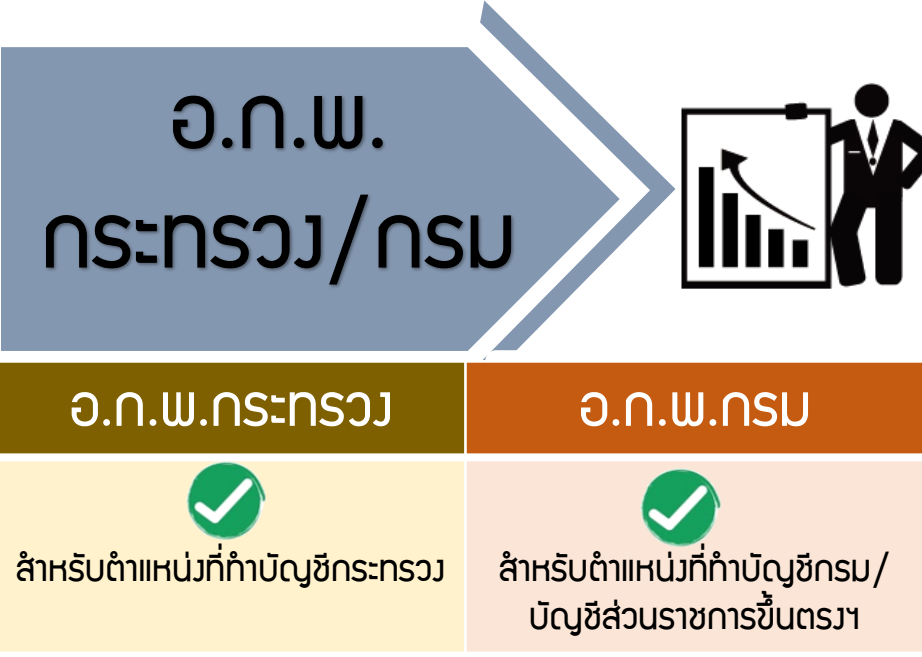 อ.ก.พ.
กระทรวง/กรม
อ.ก.พ.กระทรวง
อ.ก.พ.กรม
สำหรับตำแหน่งที่ทำบัญชีกระทรวง
สำหรับตำแหน่งที่ทำบัญชีกรม/
บัญชีส่วนราชการขึ้นตรงฯ